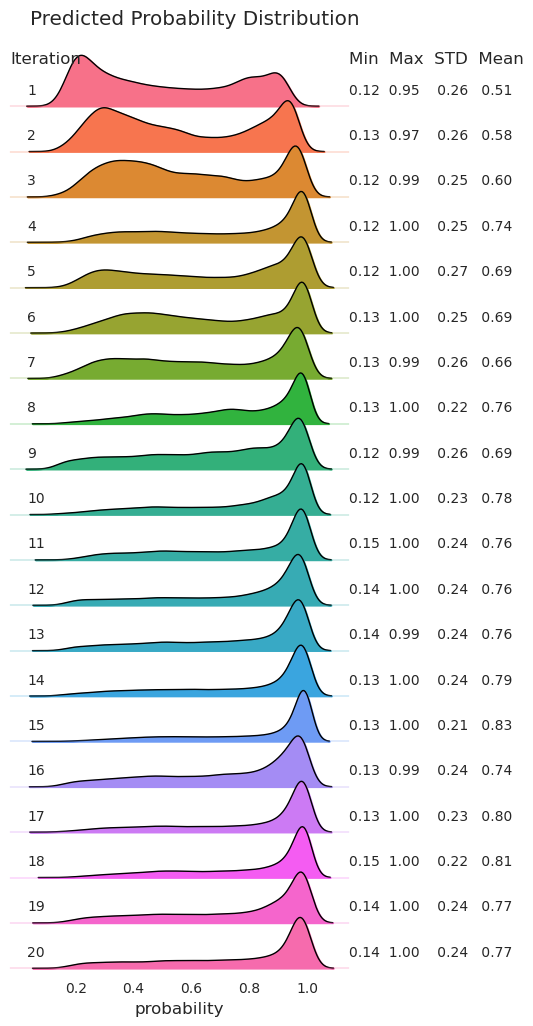 Predicted Probability Distribution
Iteration Min Max STD Mean
1 0.12 0.95 0.26 0.51
2 0.13 0.97 0.26 0.58
3 0.12 0.99 0.25 0.60
4 0.12 1.00 0.25 0.74
5 0.12 1.00 0.27 0.69
6 0.13 1.00 0.25 0.69
7 0.13 0.99 0.26 0.66
8 0.13 1.00 0.22 0.76
9 0.12 0.99 0.26 0.69
10 0.12 1.00 0.23 0.78
11 0.15 1.00 0.24 0.76
12 0.14 1.00 0.24 0.76
13 0.14 0.99 0.24 0.76
14 0.13 1.00 0.24 0.79
15 0.13 1.00 0.21 0.83
16 0.13 0.99 0.24 0.74
17 0.13 1.00 0.23 0.80
18 0.15 1.00 0.22 0.81
19 0.14 1.00 0.24 0.77
20 0.14 1.00 0.24 0.77
0.2 0.4 0.6 0.8 1.0
probability